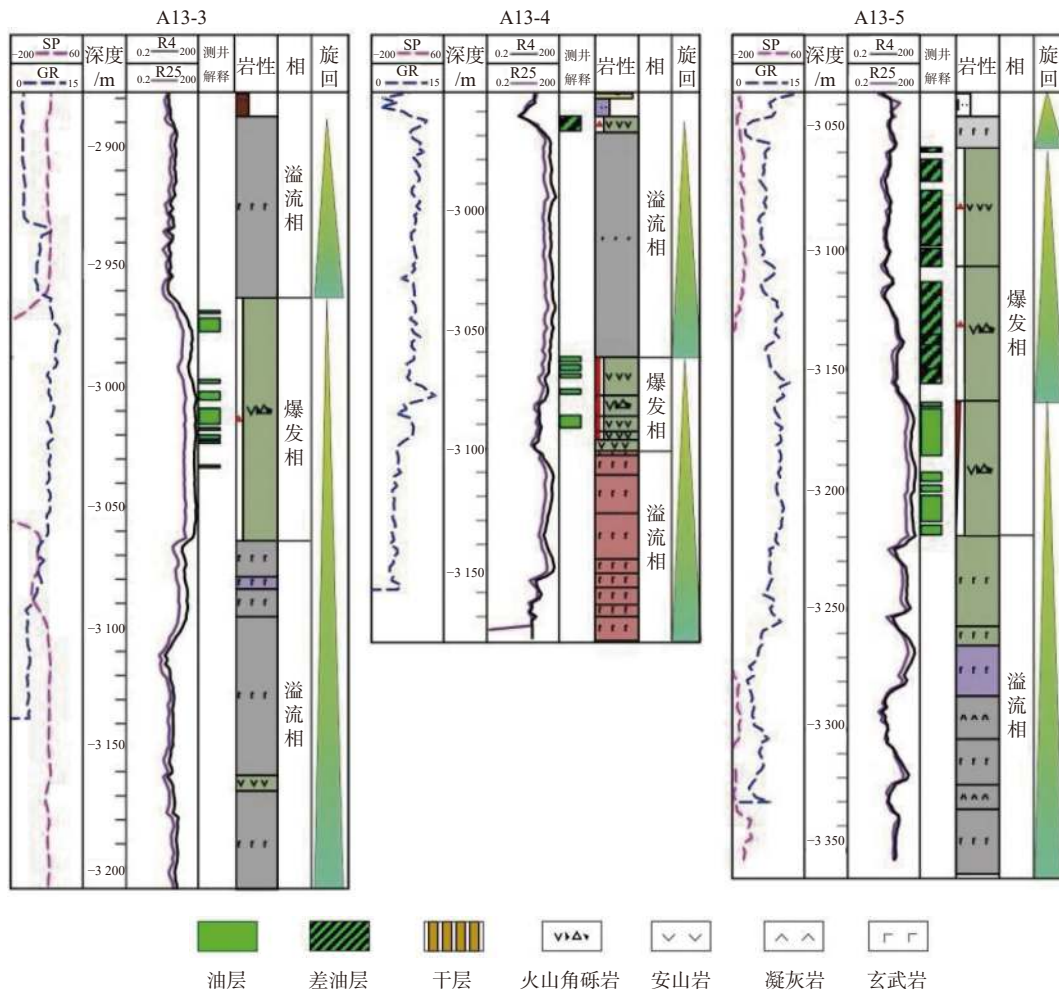 A13-3
SP
-200 60
GR
0 15
深度
/m
R4
0.2 200
R25
0.2 200
测井
解释
岩性
相
旋回
-2 900
-2 950
-3 000
-3 050
-3 100
-3 150
-3 200
溢流相
爆发相
溢流相
A13-4
SP
-200 60
GR
0 15
深度
/m
R4
0.2 200
R25
0.2 200
测井
解释
岩性
相
旋回
-3 000
-3 050
-3 100
-3 150
溢流相
爆发相
溢流相
A13-5
SP
-200 60
GR
0 15
深度
/m
R4
0.2 200
R25
0.2 200
测井
解释
岩性
相
旋回
-3 050
-3 100
-3 150
-3 200
-3 250
-3 300
-3 350
爆发相
溢流相
油层
差油层
干层
火山角砾岩
安山岩
凝灰岩
玄武岩